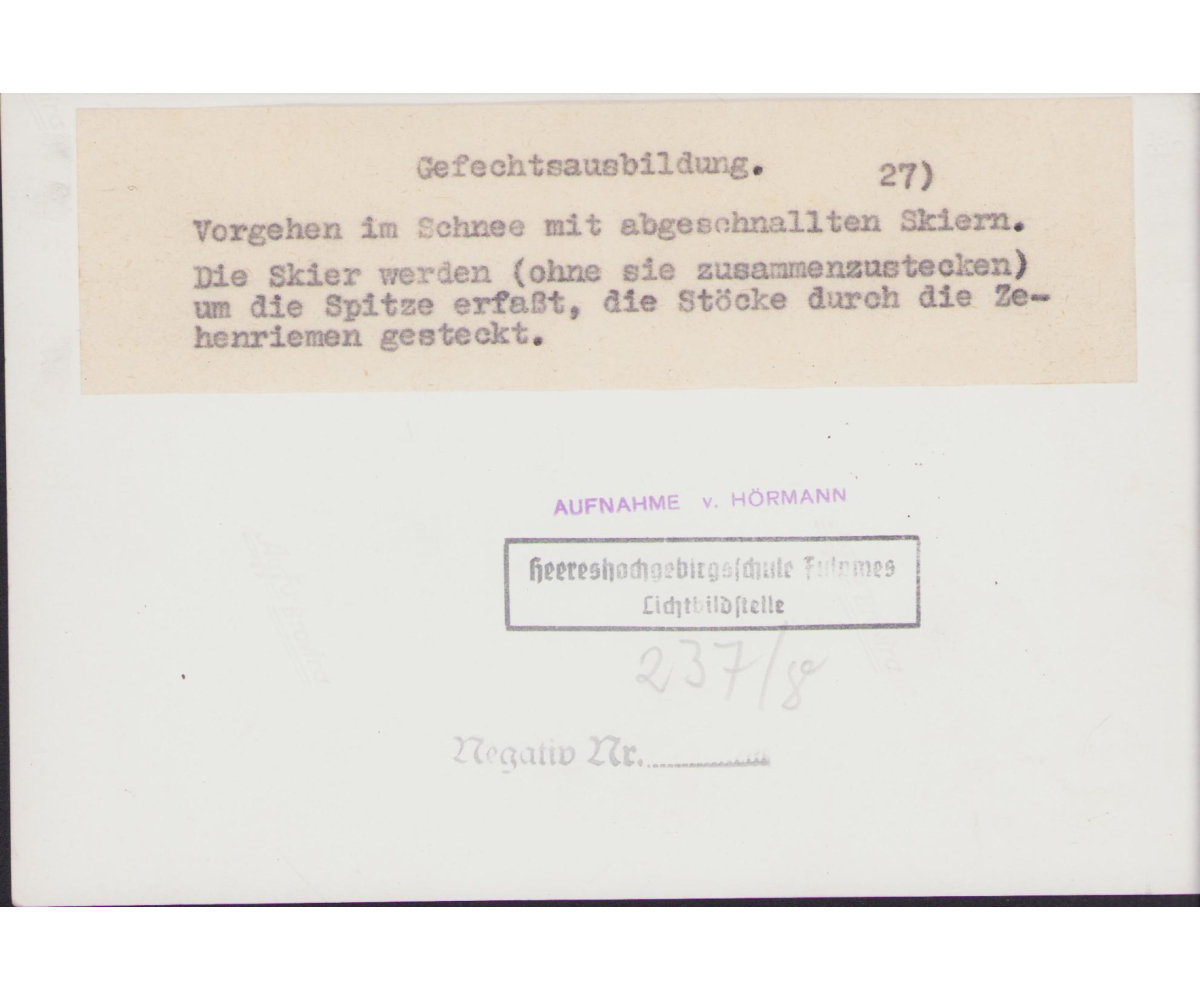 Gefechtsausbildung. 27)
Vorgehen im Schnee mit abgeschnallten Skiern.
Die Skier werden (ohne sie zusammenzustecken)
um die Spitze erfaßt, die Stöcke durch die Ze-
henriemen gesteckt.
AUFNAHME v. HÖRMANN
Heereshochgebirgsschule Fulpmes
Lichtbildstelle
237/
Negativ Nr.